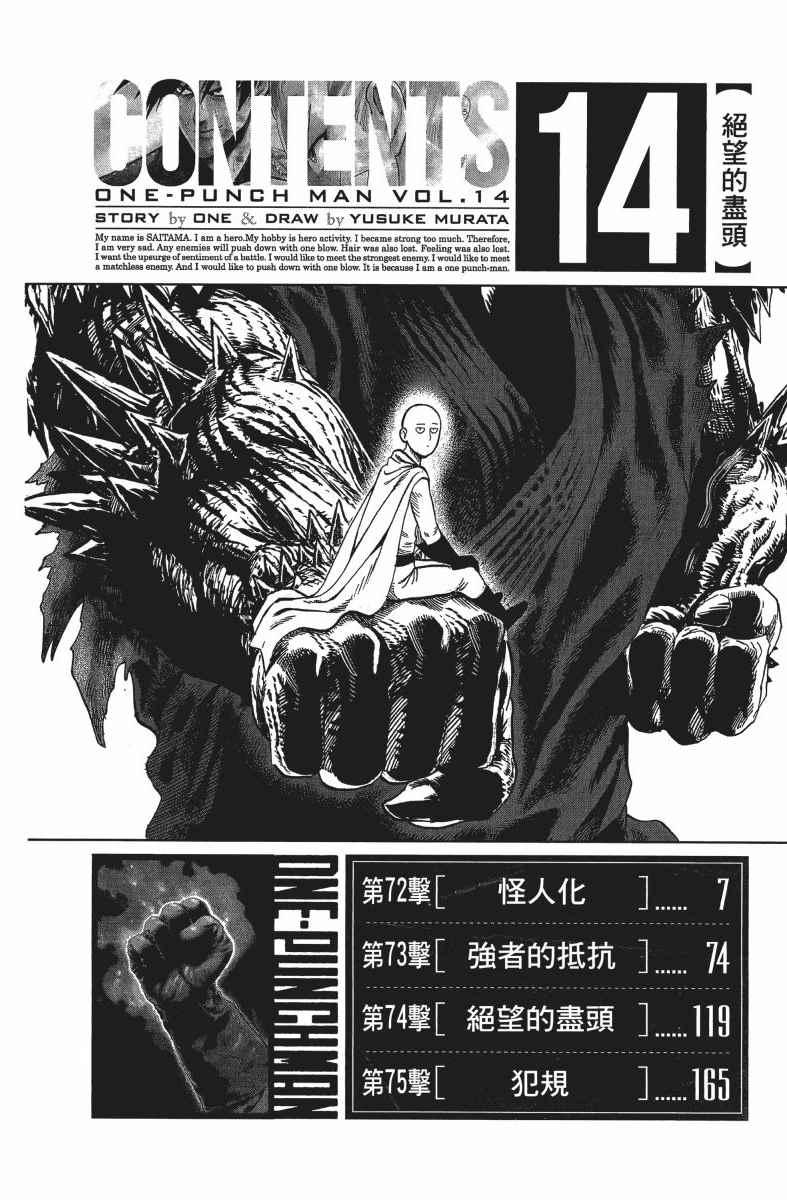 CONTENTS
ONE-PUNCH MAN VOL.14
STORY by ONE & DRAW by YUSUKE MURATA
My name is SAITAMA. I am a hero.My hobby is hero activity. I became strong too much. Therefore,
I am very sad. Any enemies will push down with one blow. Hair was also lost. Feeling was also lost.
I want the upsurge of sentiment of a battle. I would like to meet the strongest enemy. I would like to meet
a matchless enemy. And I would like to push down with one blow. It is because I am a one punch-man.
14
【絕望的盡頭】
ONE-PUNCH MAN
第72擊[ 怪人化 ]...... 7
第73擊[ 強者的抵抗 ]...... 74
第74擊[ 絕望的盡頭 ]...... 119
第75擊[ 犯規 ]...... 165